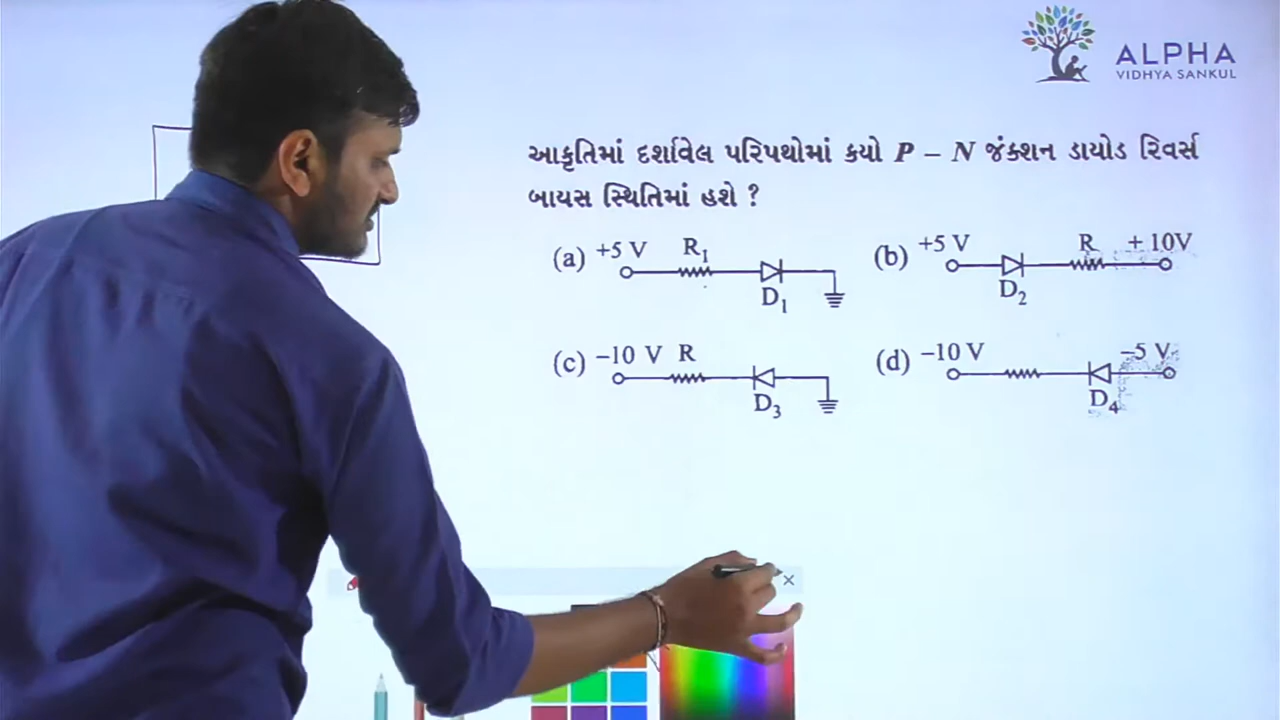 ALPHA
VIDHYA SANKUL
આકૃતિમાં દર્શાવેલ પરિપથોમાં કયો P – N જંક્શન ડાયોડ રિવર્સ
બાયસ સ્થિતિમાં હશે ?
(a) +5 V R₁ D₁
(b) +5 V D₂ R + 10V
(c) –10 V R D₃
(d) –10 V D₄ –5 V